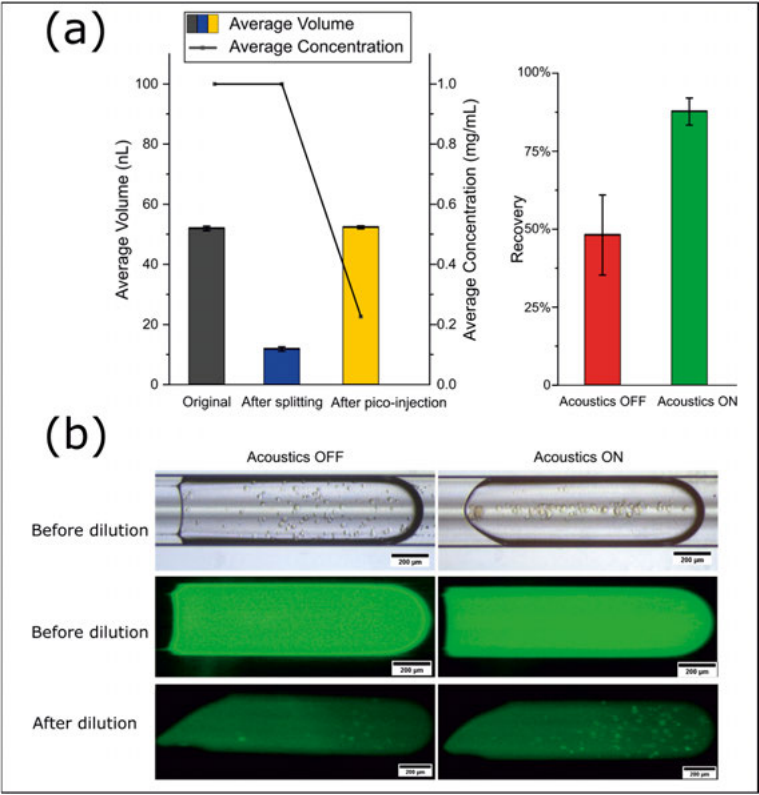 (a)
Average Volume
Average Concentration
100
80
60
40
20
0
Average Volume (nL)
1.0
0.8
0.6
0.4
0.2
0.0
Average Concentration (mg/mL)
Original After splitting After pico-injection
100%
75%
50%
25%
0
Recovery
Acoustics OFF Acoustics ON
(b)
Acoustics OFF Acoustics ON
Before dilution
200 µm 200 µm
Before dilution
200 µm 200 µm
After dilution
200 µm 200 µm